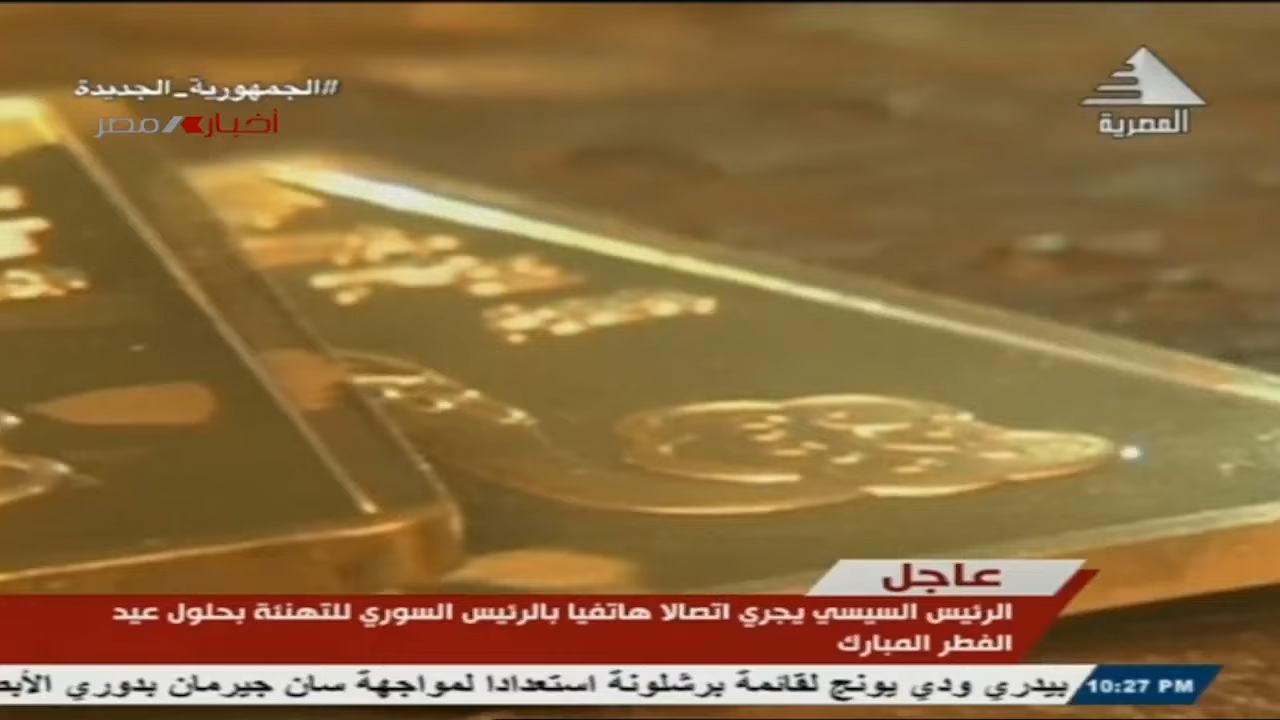 #الجمهورية_الجديدة
أخبار مصر
المصرية
عاجل
الرئيس السيسي يجري اتصالا هاتفيا بالرئيس السوري للتهنئة بحلول عيد
الفطر المبارك
10:27 PM
بيدري ودي يونج لقائمة برشلونة استعدادا لمواجهة سان جيرمان بدوري